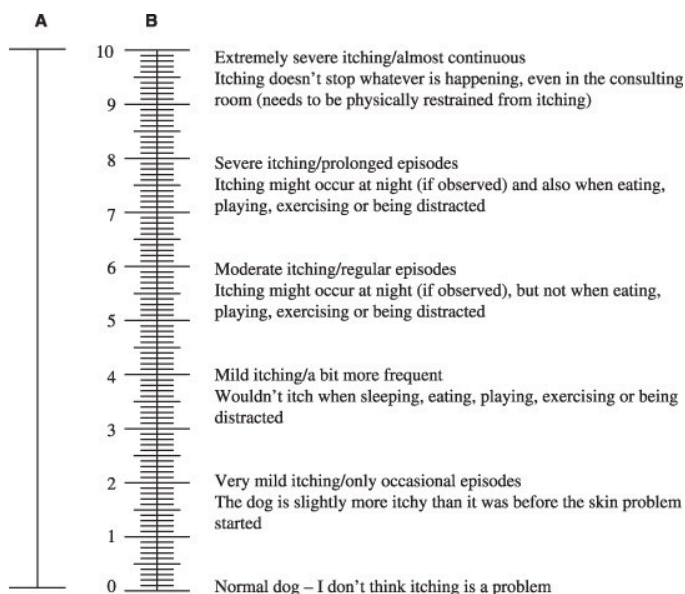 A B
10 Extremely severe itching/almost continuous
Itching doesn't stop whatever is happening, even in the consulting
9 room (needs to be physically restrained from itching)
8 Severe itching/prolonged episodes
Itching might occur at night (if observed) and also when eating,
7 playing, exercising or being distracted
6 Moderate itching/regular episodes
Itching might occur at night (if observed), but not when eating,
5 playing, exercising or being distracted
4 Mild itching/a bit more frequent
Wouldn't itch when sleeping, eating, playing, exercising or being
3 distracted
2 Very mild itching/only occasional episodes
The dog is slightly more itchy than it was before the skin problem
1 started
0 Normal dog – I don't think itching is a problem